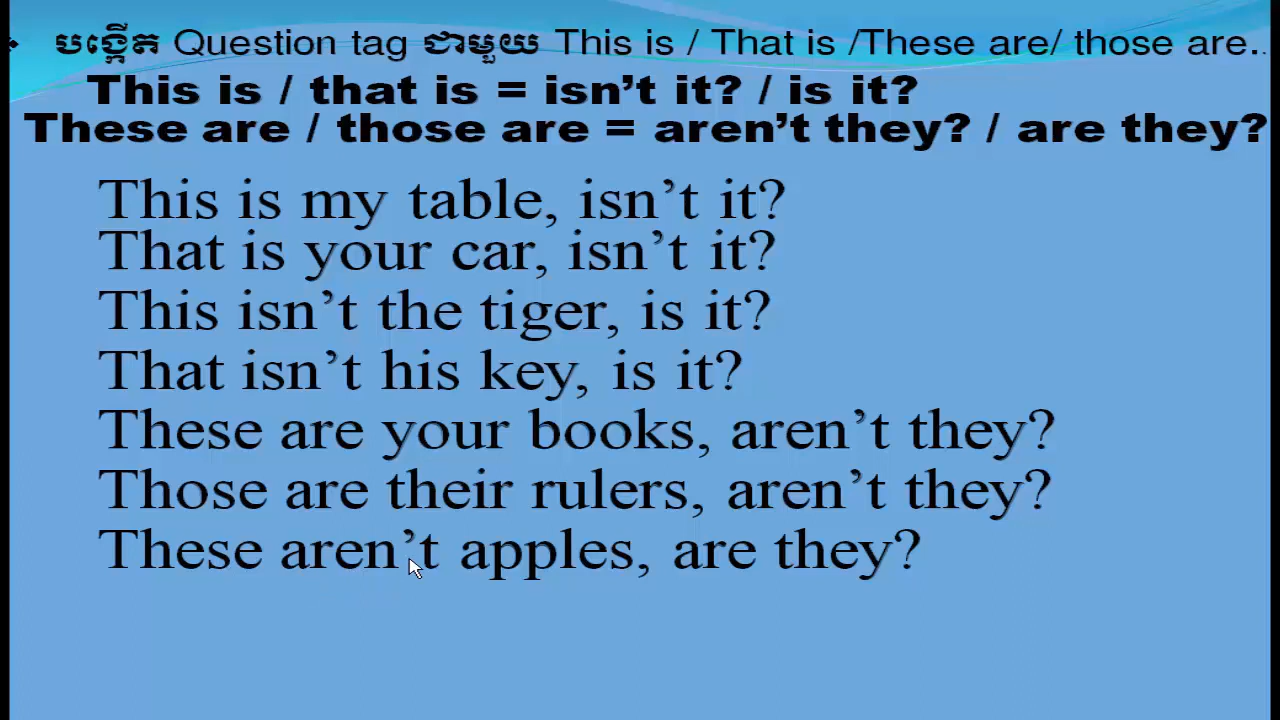 បង្កើត Question tag ជាមួយ This is / That is /These are/ those are..
This is / that is = isn’t it? / is it?
These are / those are = aren’t they? / are they?
This is my table, isn’t it?
That is your car, isn’t it?
This isn’t the tiger, is it?
That isn’t his key, is it?
These are your books, aren’t they?
Those are their rulers, aren’t they?
These aren’t apples, are they?